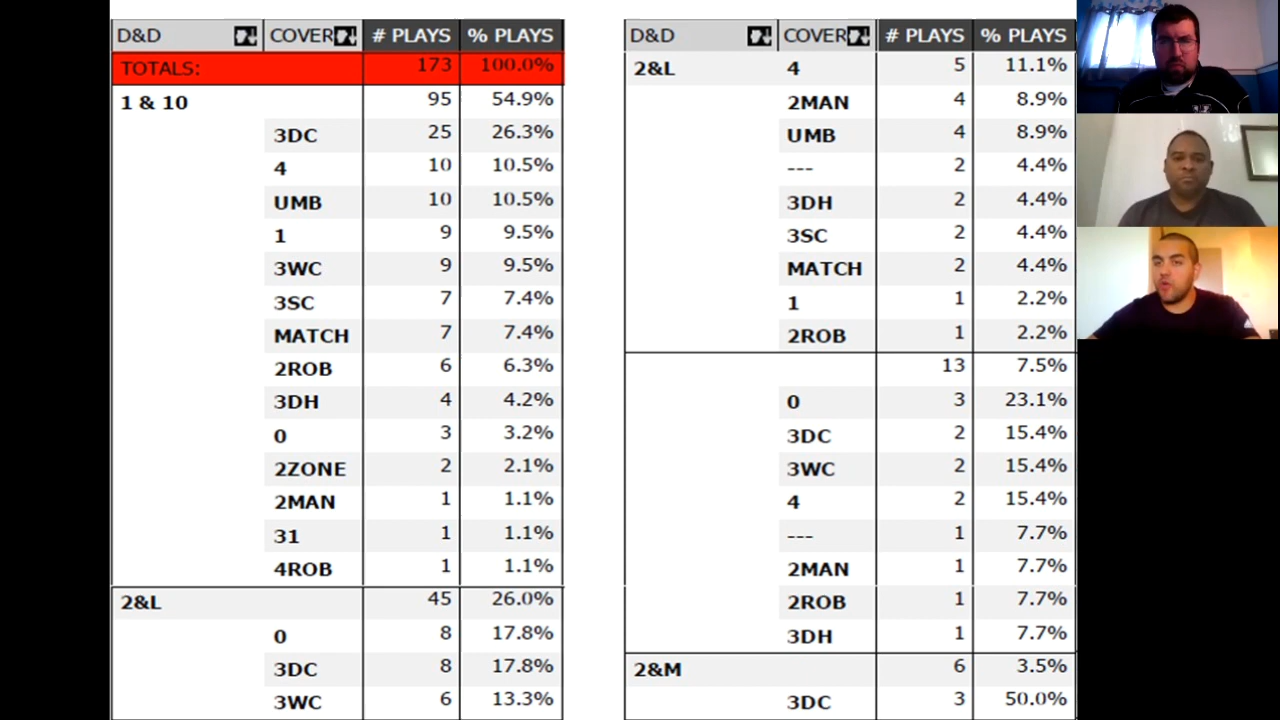 D&D COVER # PLAYS % PLAYS
TOTALS: 173 100.0%
1 & 10 95 54.9%
3DC 25 26.3%
4 10 10.5%
UMB 10 10.5%
1 9 9.5%
3WC 9 9.5%
3SC 7 7.4%
MATCH 7 7.4%
2ROB 6 6.3%
3DH 4 4.2%
0 3 3.2%
2ZONE 2 2.1%
2MAN 1 1.1%
31 1 1.1%
4ROB 1 1.1%
2&L 45 26.0%
0 8 17.8%
3DC 8 17.8%
3WC 6 13.3%
D&D COVER # PLAYS % PLAYS
2&L 4 5 11.1%
2MAN 4 8.9%
UMB 4 8.9%
--- 2 4.4%
3DH 2 4.4%
3SC 2 4.4%
MATCH 2 4.4%
1 1 2.2%
2ROB 1 2.2%
13 7.5%
0 3 23.1%
3DC 2 15.4%
3WC 2 15.4%
4 2 15.4%
--- 1 7.7%
2MAN 1 7.7%
2ROB 1 7.7%
3DH 1 7.7%
2&M 6 3.5%
3DC 3 50.0%